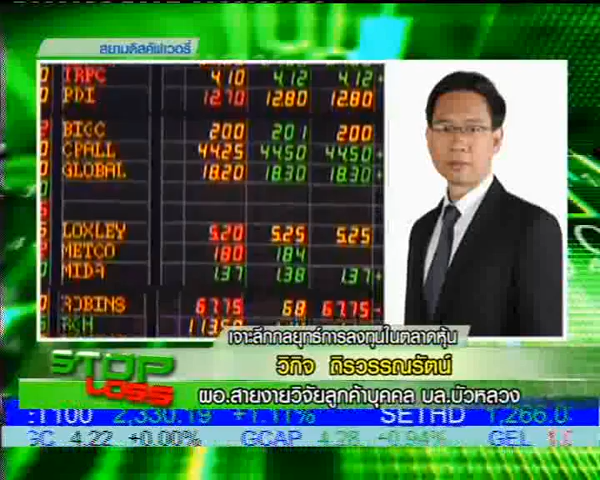 สยามดิสคัฟเวอรี่
IRPC 4.10 4.12 4.12
PDI 12.70 12.80 12.80
BIGC 200 201 200
CPALL 44.25 44.50 44.50
GLOBAL 18.20 18.30 18.30
LOXLEY 5.20 5.25 5.25
METCO 180 184
MIDA 1.37 1.38 1.37
ROBINS 67.75 68 67.75
เจาะลึกกลยุทธ์การลงทุนในตลาดหุ้น
STOP LOSS
วิกิจ ถิรวรรณรัตน์
ผอ.สายงานวิจัยลูกค้าบุคคล บล.บัวหลวง
2,330.19 +1.11% SETHD 1,266.0
GC 4.22 +0.00% GCAP 4.28 -0.94% GEL